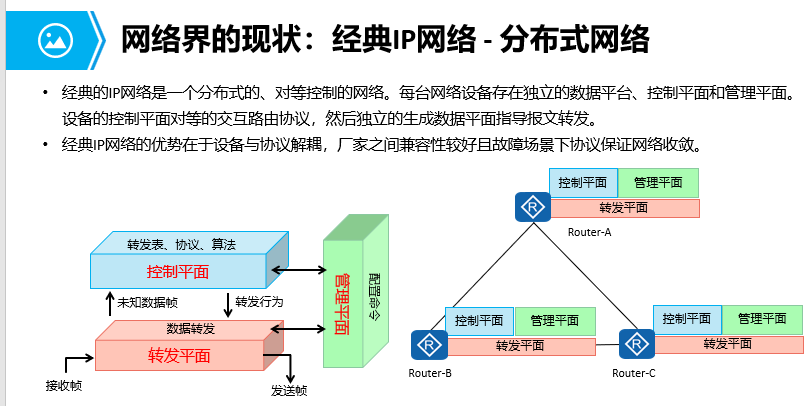 网络界的现状：经典IP网络 - 分布式网络
• 经典的IP网络是一个分布式的、对等控制的网络。每台网络设备存在独立的数据平台、控制平面和管理平面。
设备的控制平面对等的交互路由协议，然后独立的生成数据平面指导报文转发。
• 经典IP网络的优势在于设备与协议解耦，厂家之间兼容性较好且故障场景下协议保证网络收敛。
转发表、协议、算法
控制平面
未知数据帧
转发行为
数据转发
转发平面
接收帧
发送帧
管理平面
配置命令
控制平面
管理平面
转发平面
R
Router-A
控制平面
管理平面
转发平面
R
Router-B
控制平面
管理平面
转发平面
R
Router-C